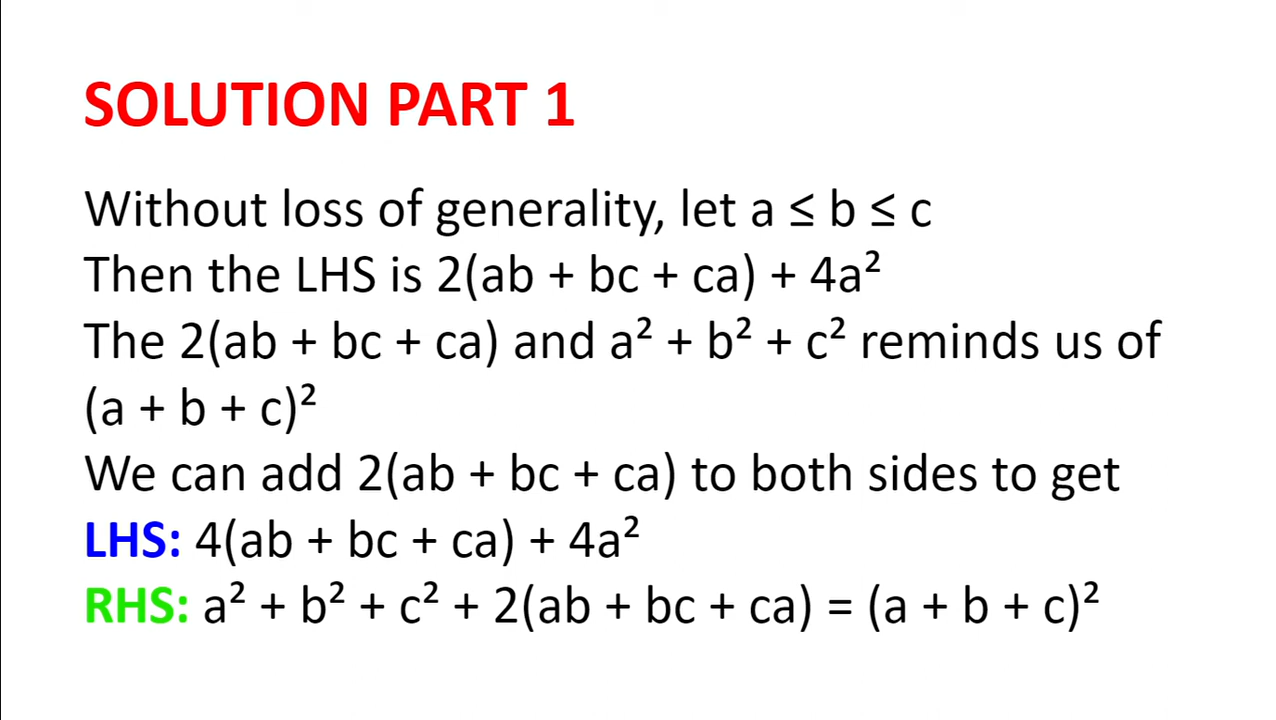 SOLUTION PART 1
Without loss of generality, let a ≤ b ≤ c
Then the LHS is 2(ab + bc + ca) + 4a²
The 2(ab + bc + ca) and a² + b² + c² reminds us of
(a + b + c)²
We can add 2(ab + bc + ca) to both sides to get
LHS: 4(ab + bc + ca) + 4a²
RHS: a² + b² + c² + 2(ab + bc + ca) = (a + b + c)²